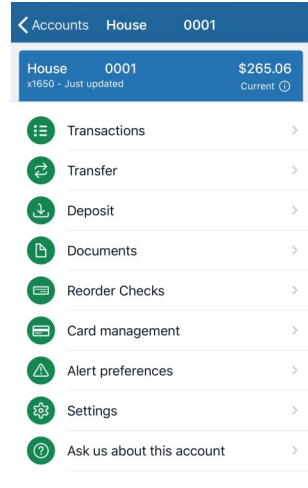 Accounts House 0001
House 0001 $265.06
x1650 - Just updated Current
Transactions
Transfer
Deposit
Documents
Reorder Checks
Card management
Alert preferences
Settings
Ask us about this account